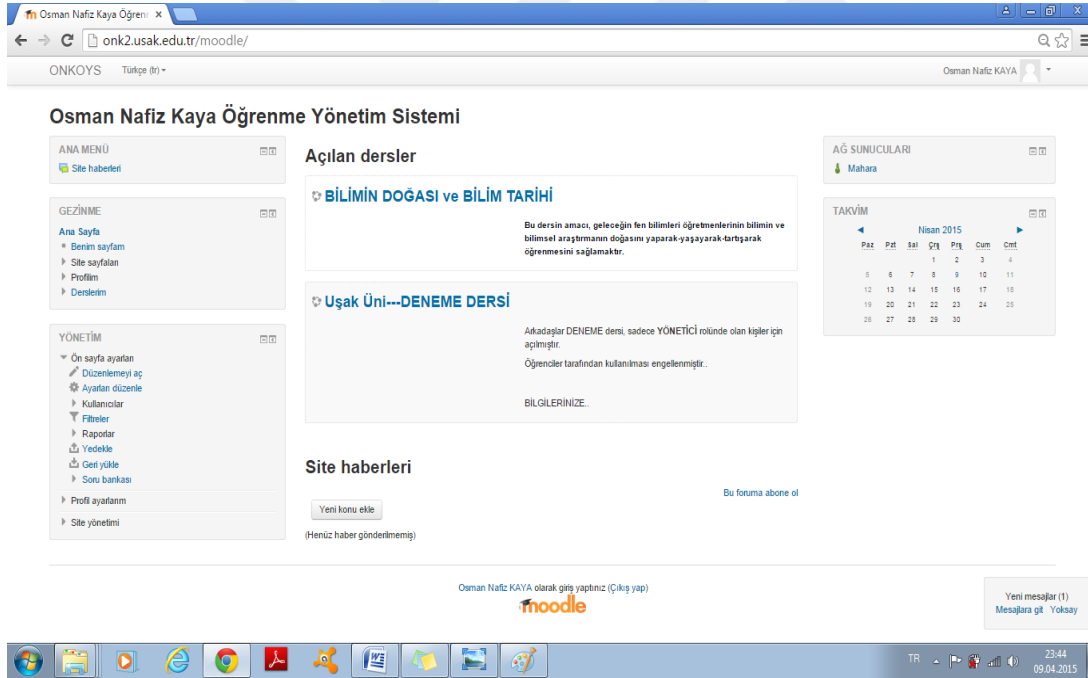 Osman Nafiz Kaya Öğrenr
onk2.usak.edu.tr/moodle/
ONKOYS Türkçe (tr)
Osman Nafiz KAYA
Osman Nafiz Kaya Öğrenme Yönetim Sistemi
ANA MENÜ
Site haberleri
GEZİNME
Ana Sayfa
Benim sayfam
Site sayfaları
Profilim
Derslerim
YÖNETİM
Ön sayfa ayarları
Düzenlemeyi aç
Ayarları düzenle
Kullanıcılar
Filtreler
Raporlar
Yedekle
Geri yükle
Soru bankası
Profil ayarlarım
Site yönetimi
Açılan dersler
BİLİMİN DOĞASI ve BİLİM TARİHİ
Bu dersin amacı, geleceğin fen bilimleri öğretmenlerinin bilimin ve
bilimsel araştırmanın doğasını yaparak-yaşayarak-tartışarak
öğrenmesini sağlamaktır.
Uşak Üni---DENEME DERSİ
Arkadaşlar DENEME dersi, sadece YÖNETİCİ rolünde olan kişiler için
açılmıştır.
Öğrenciler tarafından kullanılması engellenmiştir..
BİLGİLERİNİZE..
Site haberleri
Bu foruma abone ol
Yeni konu ekle
(Henüz haber gönderilmemiş)
AĞ SUNUCULARI
Mahara
TAKVİM
Nisan 2015
Paz Pzt Sal Çrş Prş Cum Cmt
1 2 3 4
5 6 7 8 9 10 11
12 13 14 15 16 17 18
19 20 21 22 23 24 25
26 27 28 29 30
Osman Nafiz KAYA olarak giriş yaptınız (Çıkış yap)
moodle
Yeni mesajlar (1)
Mesajlara git Yoksay
TR
23:44
09.04.2015